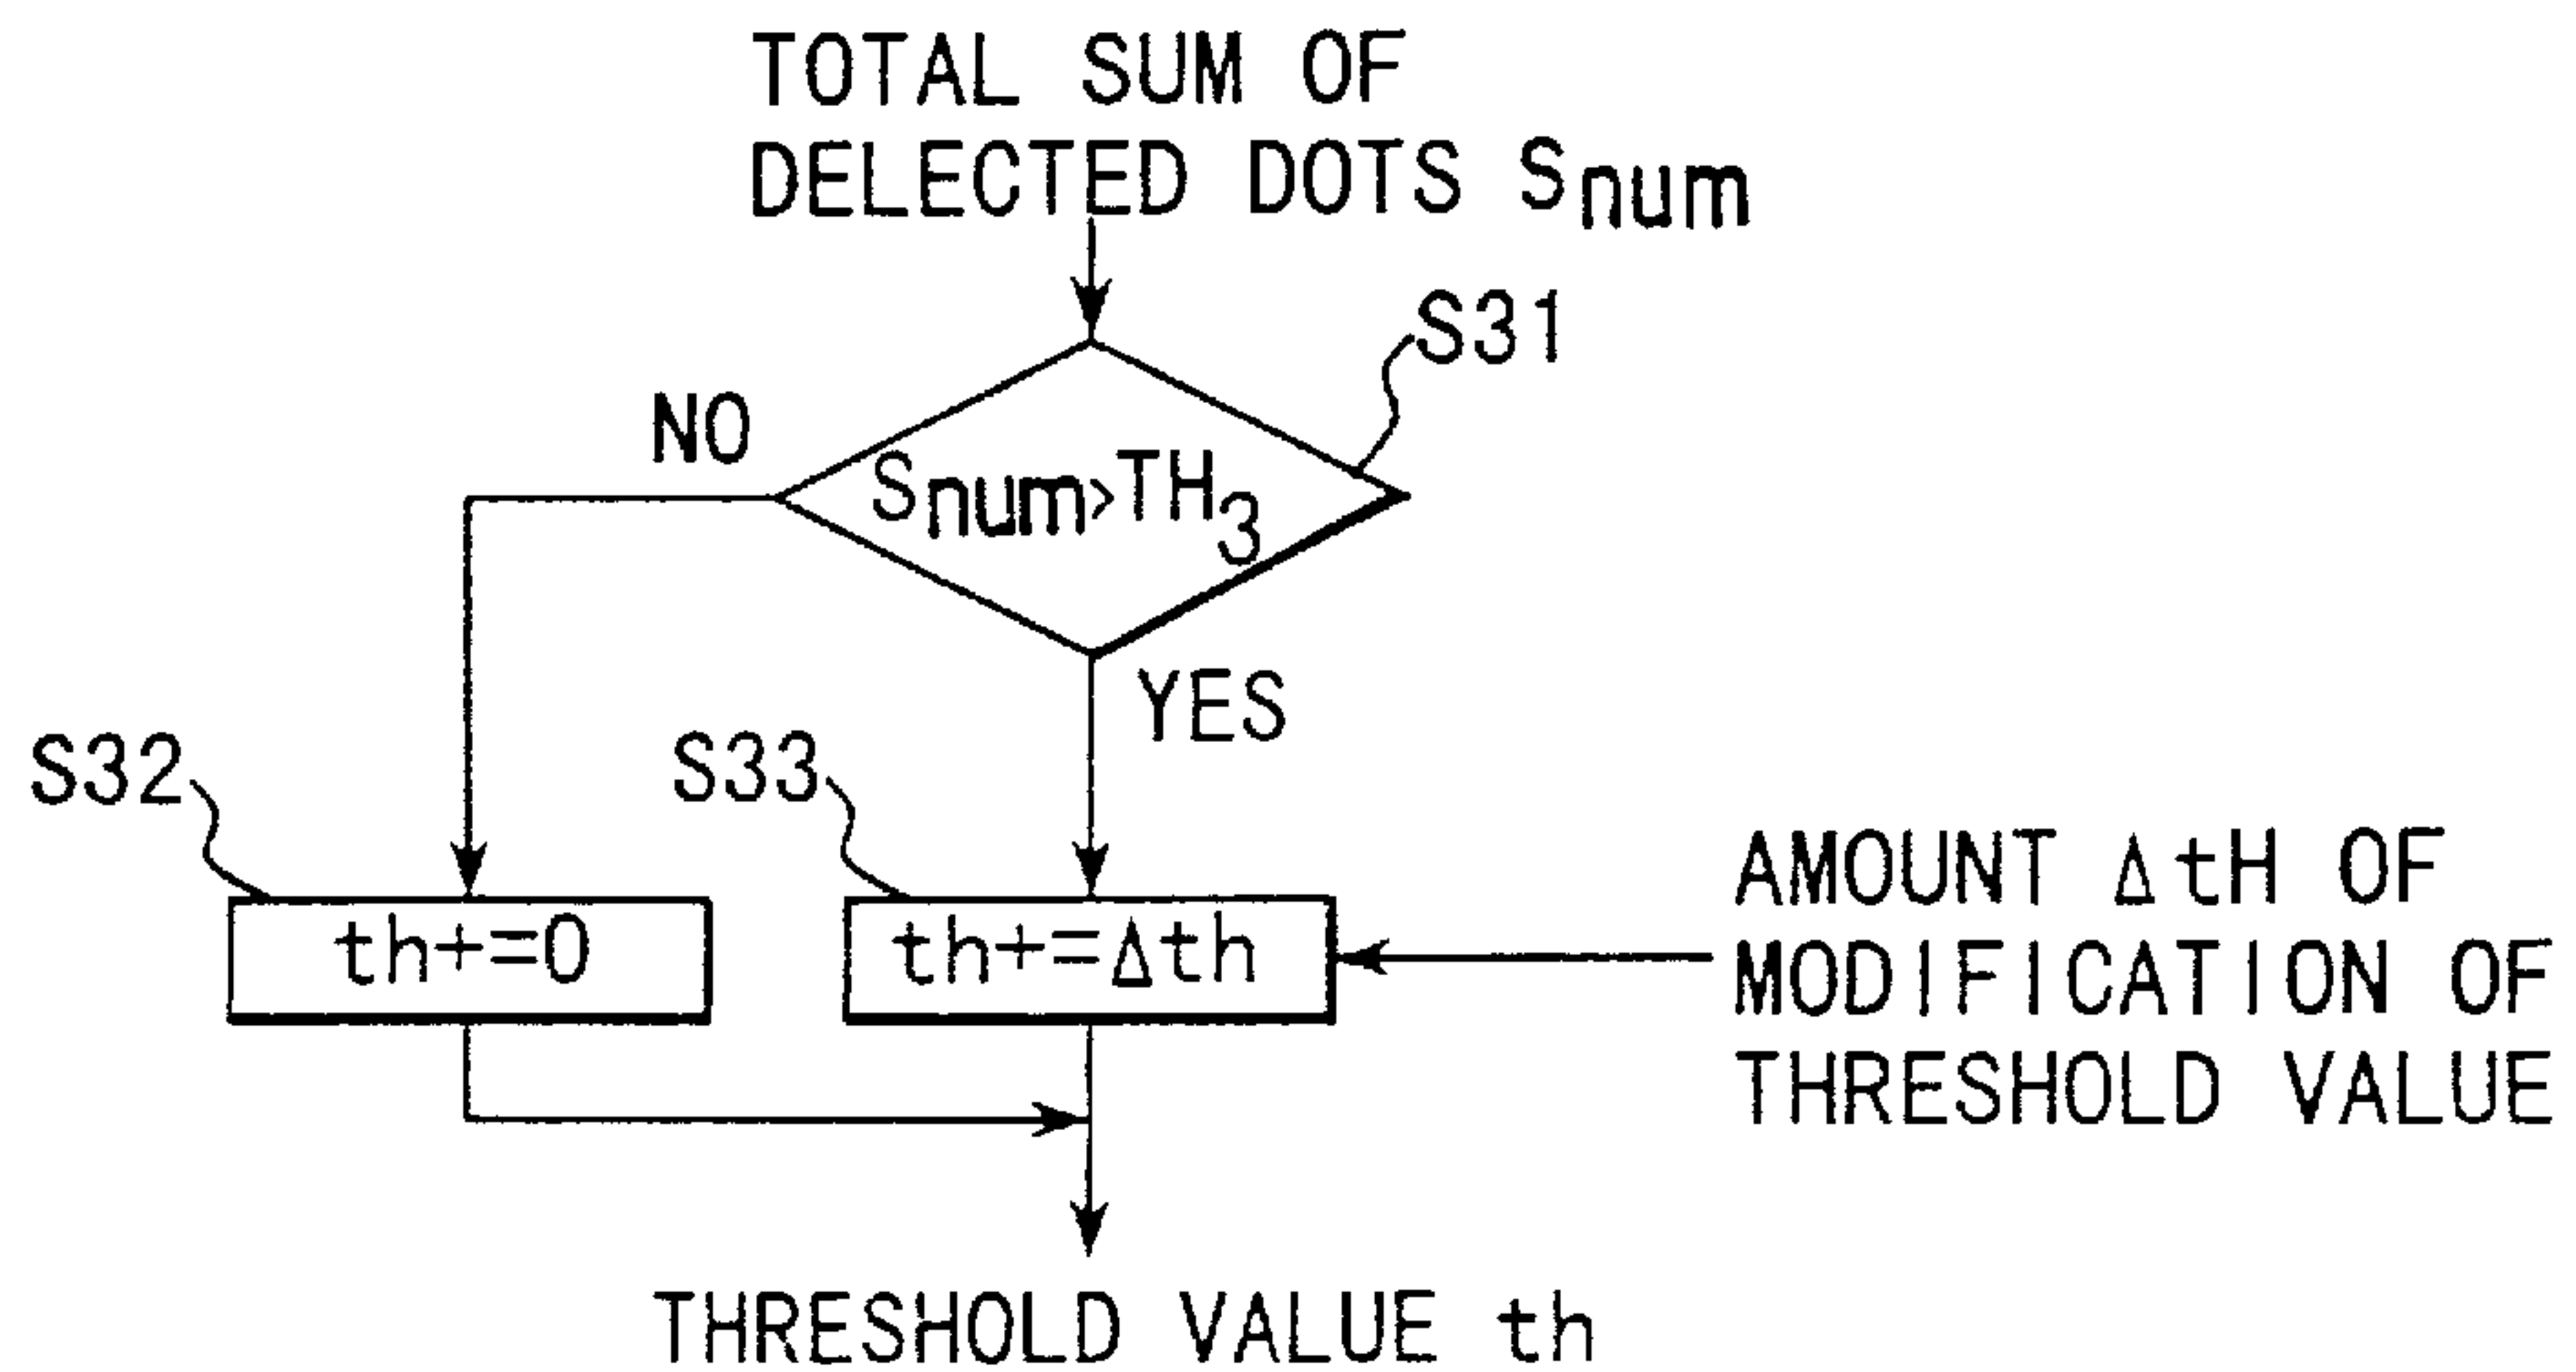 TOTAL SUM OF
DELECTED DOTS Snum
S31
NO
Snum>TH3
YES
S32
S33
th+=0
th+=Δth
AMOUNT ΔtH OF
MODIFICATION OF
THRESHOLD VALUE
THRESHOLD VALUE th